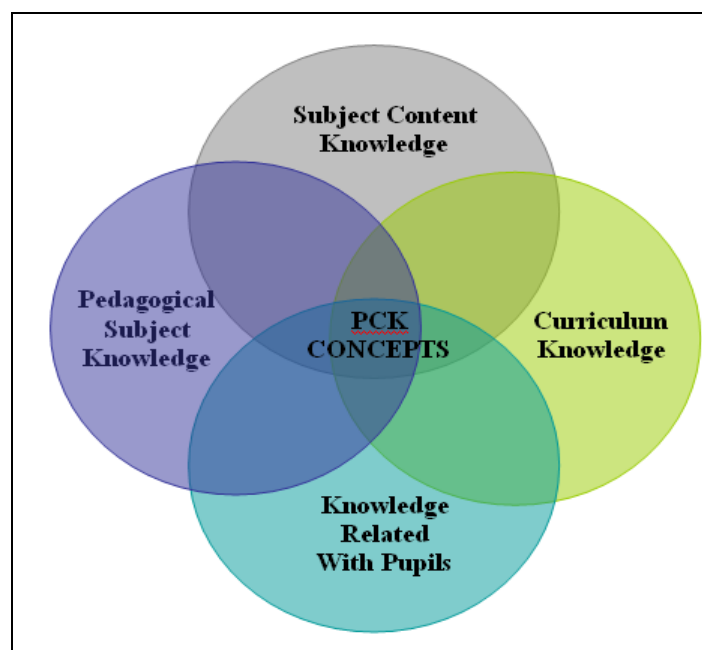 Subject Content
Knowledge
Pedagogical
Subject
Knowledge
PCK
CONCEPTS
Curriculum
Knowledge
Knowledge
Related
With Pupils